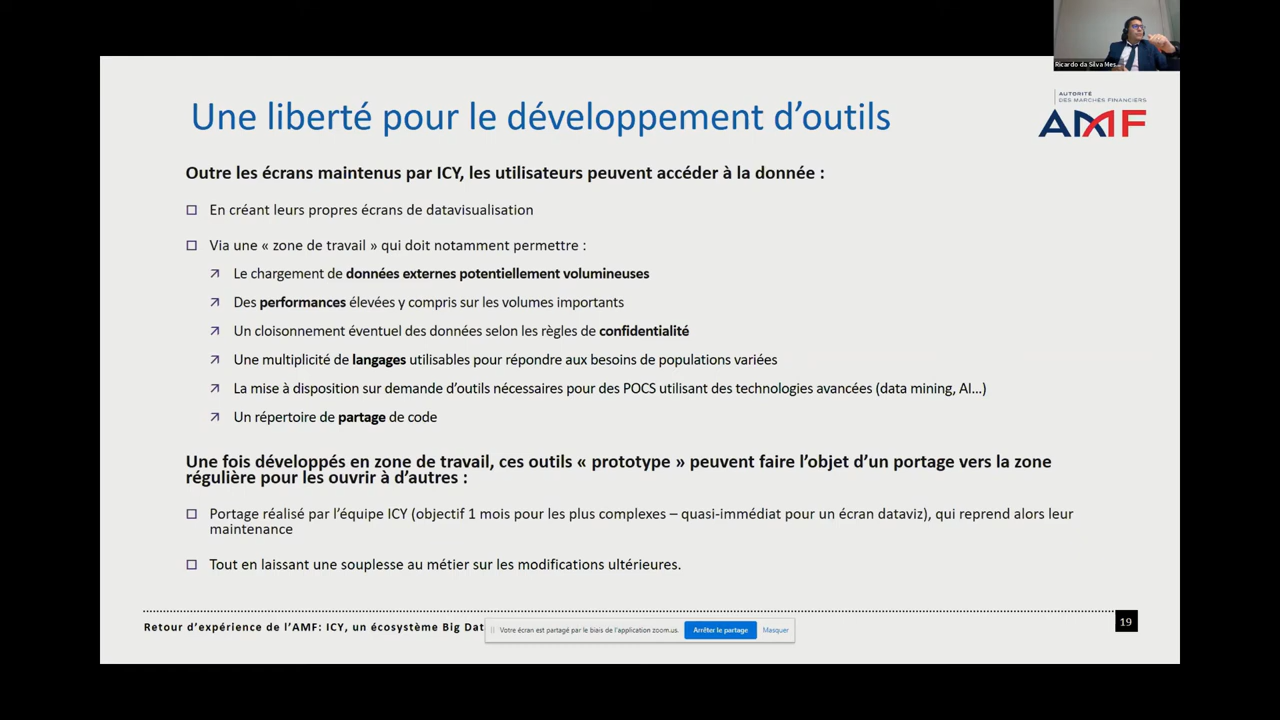 Ricardo da Silva Mes...
AUTORITÉ
DES MARCHÉS FINANCIERS
AMF
Une liberté pour le développement d’outils
Outre les écrans maintenus par ICY, les utilisateurs peuvent accéder à la donnée :
En créant leurs propres écrans de datavisualisation
Via une « zone de travail » qui doit notamment permettre :
Le chargement de données externes potentiellement volumineuses
Des performances élevées y compris sur les volumes importants
Un cloisonnement éventuel des données selon les règles de confidentialité
Une multiplicité de langages utilisables pour répondre aux besoins de populations variées
La mise à disposition sur demande d’outils nécessaires pour des POCS utilisant des technologies avancées (data mining, AI...)
Un répertoire de partage de code
Une fois développés en zone de travail, ces outils « prototype » peuvent faire l’objet d’un portage vers la zone
régulière pour les ouvrir à d’autres :
Portage réalisé par l’équipe ICY (objectif 1 mois pour les plus complexes – quasi-immédiat pour un écran dataviz), qui reprend alors leur
maintenance
Tout en laissant une souplesse au métier sur les modifications ultérieures.
Retour d’expérience de l’AMF: ICY, un écosystème Big Dat
Votre écran est partagé par le biais de l'application zoom.us.
Arrêter le partage
Masquer
19